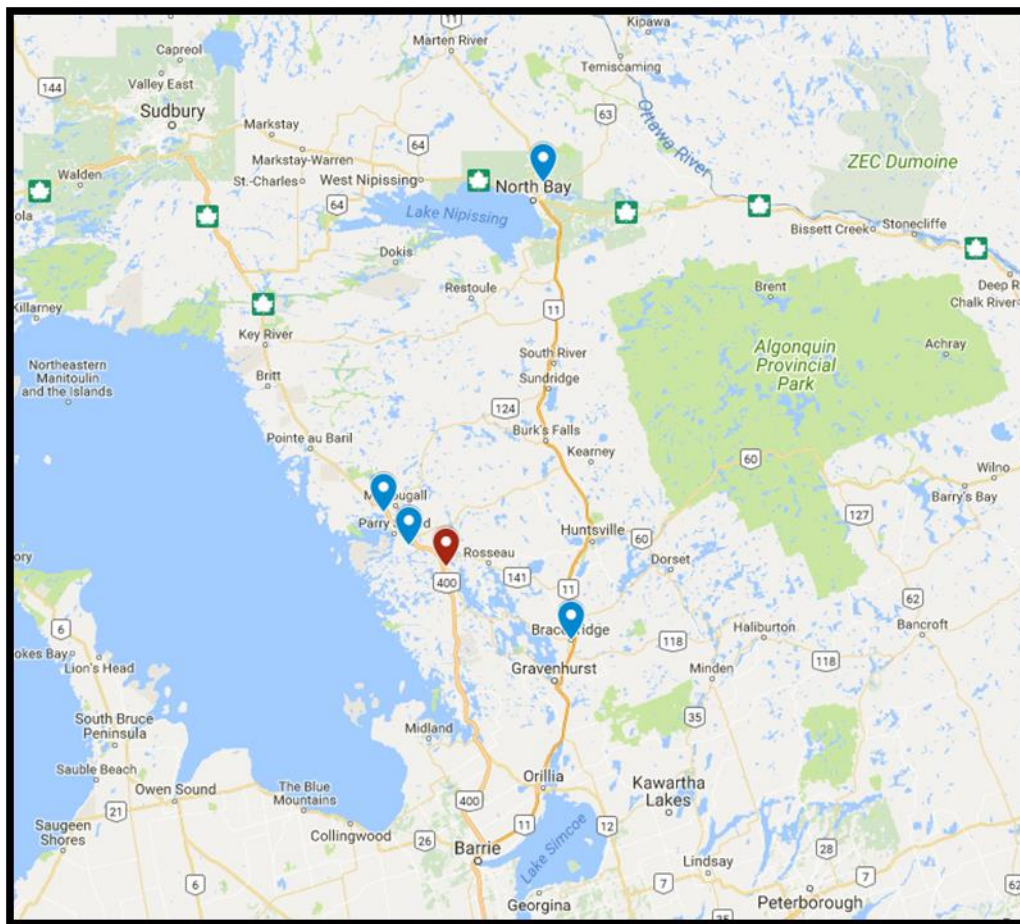 11
Kipawa
Capreol
Marten River
Temiscaming
144
Valley East
Sudbury
63
Ottawa River
Markstay
64
ZEC Dumoine
Markstay-Warren
Walden
St.-Charles
West Nipissing
North Bay
64
Lake Nipissing
Bissett Creek
Stonecliffe
Dokis
Deep R
Restoule
Brent
Chalk River
Killarney
11
Key River
Achray
Algonquin
Provincial
Park
South River
Northeastern
Manitoulin
and the Islands
Britt
Sundridge
124
Burk's Falls
Pointe au Baril
Kearney
60
Wilno
Barry's Bay
127
Huntsville
60
Rosseau
Dorset
400
141
11
62
6
Bracebridge
Haliburton
Bancroft
118
118
okes Bay
Lion's Head
Gravenhurst
Minden
35
South Bruce
Peninsula
Midland
Sauble Beach
Orillia
Kawartha
Lakes
Owen Sound
The Blue
Mountains
400
21
Collingwood
26
11
12
Saugeen
Shores
Barrie
Lake Simcoe
28
Lindsay
6
7
7
62
Georgina
Peterborough
35